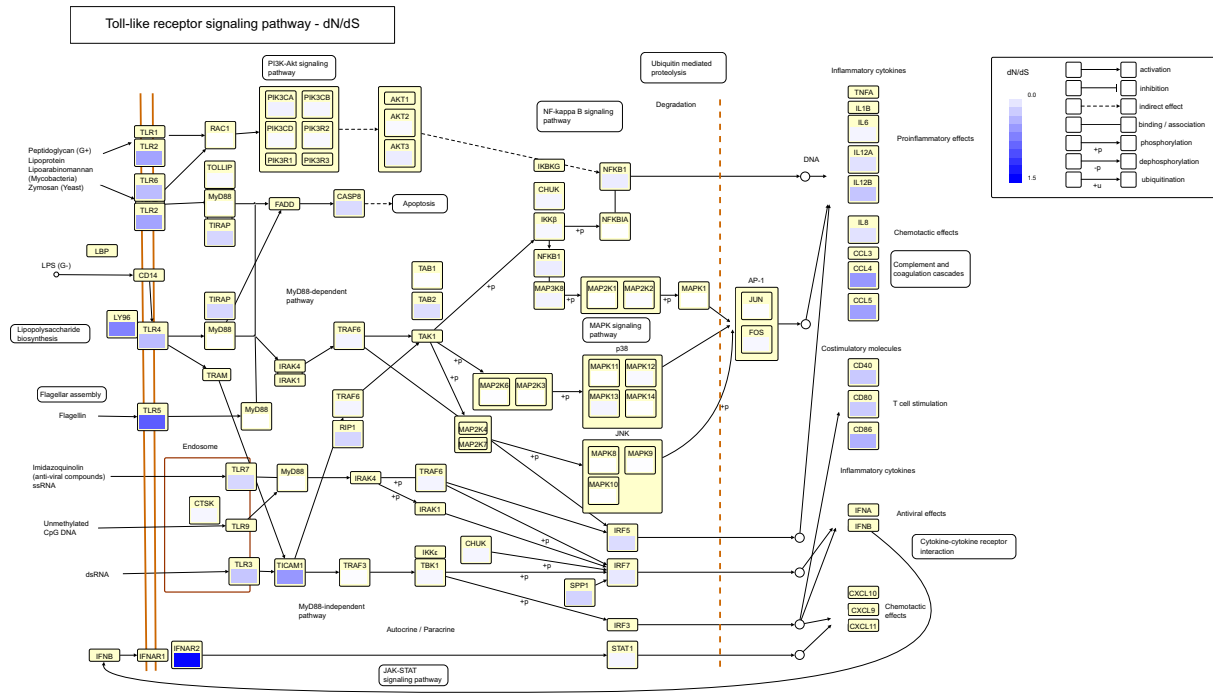 Toll-like receptor signaling pathway - dN/dS
PI3K-Akt signaling
pathway
Ubiquitin mediated
proteolysis
Inflammatory cytokines
dN/dS
0.0
1.5
activation
inhibition
indirect effect
binding / association
+p
phosphorylation
-p
dephosphorylation
+u
ubiquitination
PIK3CA
PIK3CB
PIK3CD
PIK3R2
PIK3R1
PIK3R3
AKT1
AKT2
AKT3
NF-kappa B signaling
pathway
Degradation
TNFA
IL1B
IL6
IL12A
IL12B
Proinflammatory effects
TLR1
TLR2
RAC1
Peptidoglycan (G+)
Lipoprotein
Lipoarabinomannan
(Mycobacteria)
Zymosan (Yeast)
TLR6
TLR2
TOLLIP
MyD88
TIRAP
FADD
CASP8
Apoptosis
IKBKG
NFKB1
DNA
CHUK
IKKβ
+p
NFKBIA
IL8
Chemotactic effects
CCL3
CCL4
CCL5
Complement and
coagulation cascades
LBP
LPS (G-)
CD14
NFKB1
MAP3K8
+p
MAP2K1
MAP2K2
+p
MAPK1
AP-1
JUN
FOS
TAB1
TAB2
+p
MyD88-dependent
pathway
TIRAP
MyD88
LY96
TLR4
Lipopolysaccharide
biosynthesis
TRAF6
TAK1
MAPK signaling
pathway
p38
Costimulatory molecules
IRAK4
IRAK1
TRAM
+p
+p
MAP2K6
MAP2K3
+p
MAPK11
MAPK12
MAPK13
MAPK14
CD40
CD80
CD86
T cell stimulation
Flagellar assembly
Flagellin
TLR5
MyD88
TRAF6
RIP1
MAP2K4
MAP2K7
+p
+p
JNK
MAPK8
MAPK9
MAPK10
Endosome
Inflammatory cytokines
Imidazoquinolin
(anti-viral compounds)
ssRNA
TLR7
MyD88
IRAK4
+p
+p
TRAF6
IRAK1
CTSK
Unmethylated
CpG DNA
TLR9
IFNA
IFNB
Antiviral effects
IRF5
+p
Cytokine-cytokine receptor
interaction
CHUK
IKKε
TBK1
+p
IRF7
dsRNA
TLR3
TICAM1
TRAF3
SPP1
+p
MyD88-independent
pathway
IRF3
CXCL10
CXCL9
CXCL11
Chemotactic
effects
Autocrine / Paracrine
IFNB
IFNAR1
IFNAR2
STAT1
JAK-STAT
signaling pathway